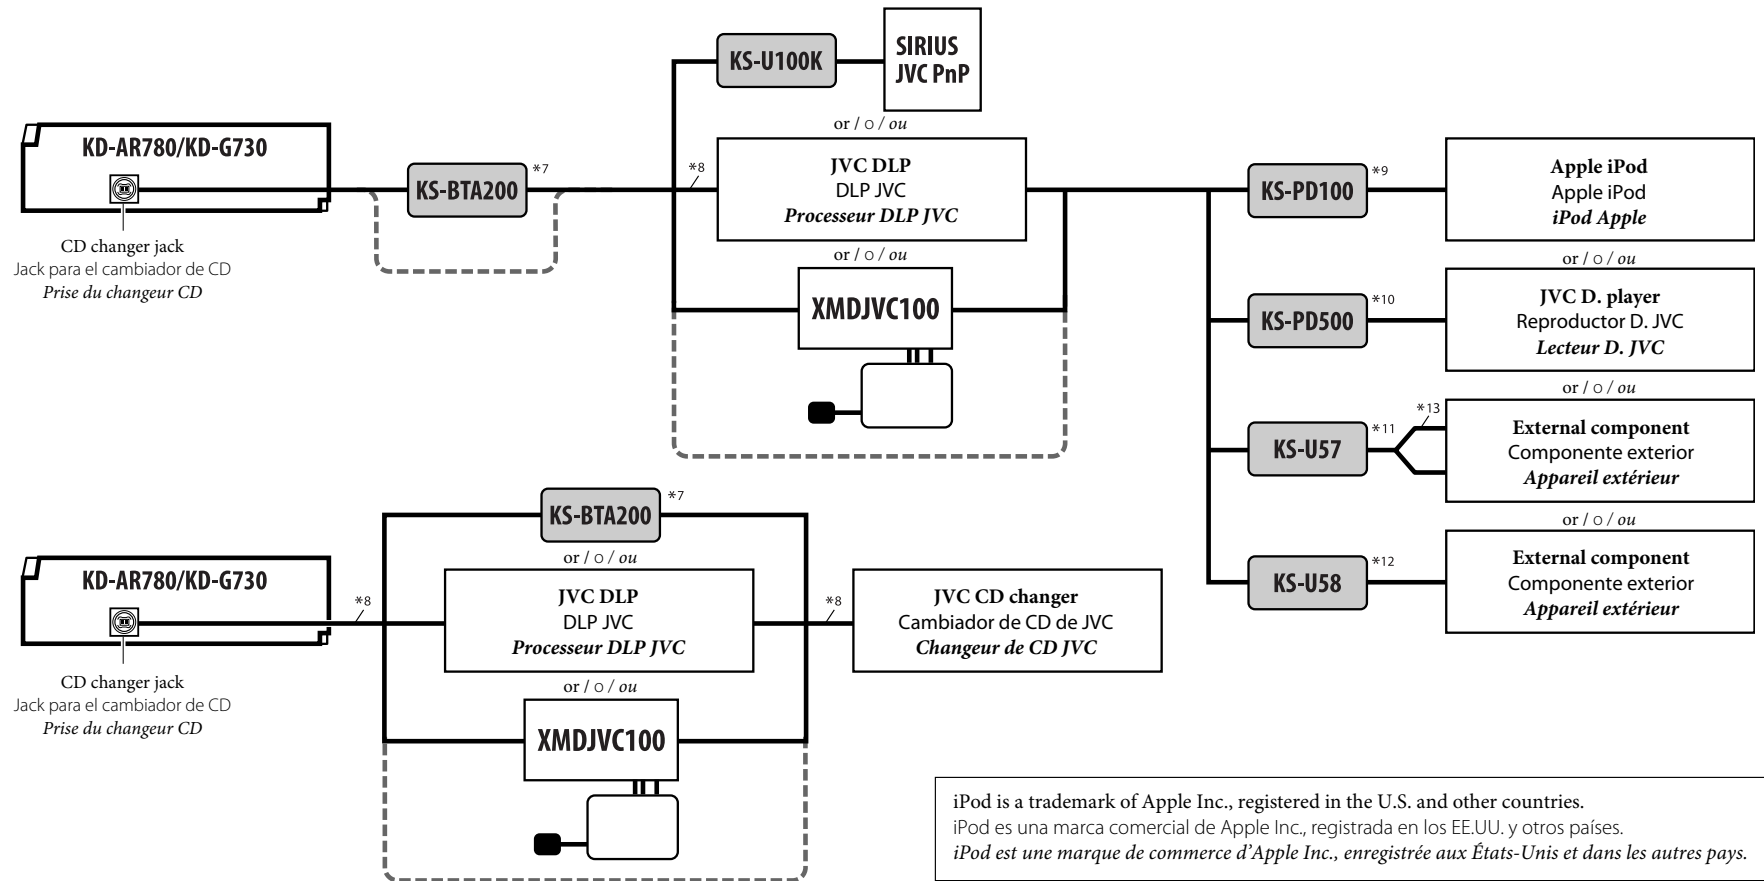 KS-U100K
SIRIUS
JVC PnP
or / o / ou
KD-AR780/KD-G730
CD changer jack
Jack para el cambiador de CD
Prise du changeur CD
KS-BTA200
*7
*8
JVC DLP
DLP JVC
Processeur DLP JVC
or / o / ou
XMDJVC100
KS-PD100
*9
Apple iPod
Apple iPod
iPod Apple
or / o / ou
KS-PD500
*10
JVC D. player
Reproductor D. JVC
Lecteur D. JVC
or / o / ou
KS-U57
*11
*13
External component
Componente exterior
Appareil extérieur
or / o / ou
KS-U58
*12
External component
Componente exterior
Appareil extérieur
KD-AR780/KD-G730
CD changer jack
Jack para el cambiador de CD
Prise du changeur CD
*8
KS-BTA200
*7
or / o / ou
JVC DLP
DLP JVC
Processeur DLP JVC
or / o / ou
XMDJVC100
*8
JVC CD changer
Cambiador de CD de JVC
Changeur de CD JVC
iPod is a trademark of Apple Inc., registered in the U.S. and other countries.
iPod es una marca comercial de Apple Inc., registrada en los EE.UU. y otros países.
iPod est une marque de commerce d'Apple Inc., enregistrée aux États-Unis et dans les autres pays.